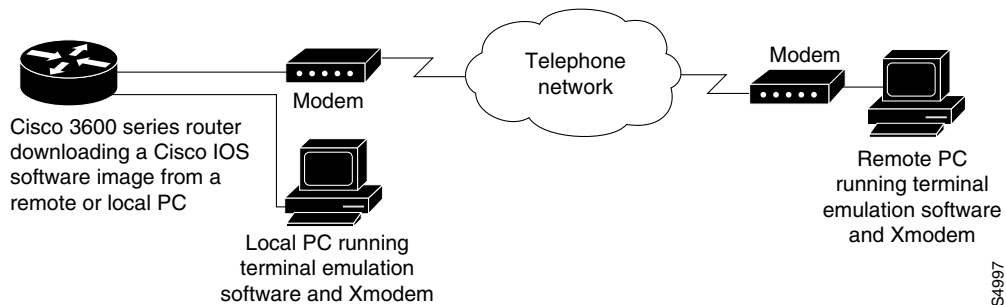 Telephone
network
Modem
Modem
Cisco 3600 series router
downloading a Cisco IOS
software image from a
remote or local PC
Local PC running
terminal emulation
software and Xmodem
Remote PC
running terminal
emulation software
and Xmodem
S4997